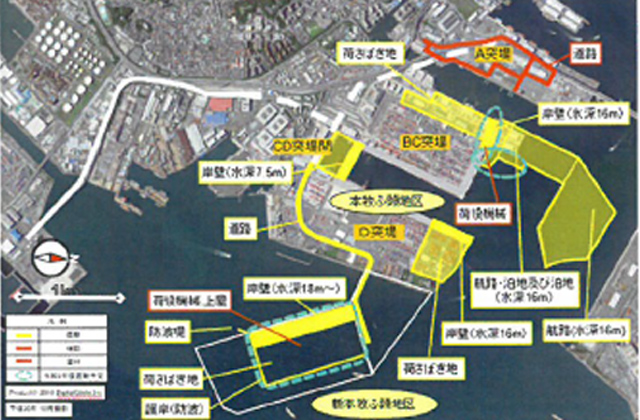 荷さばき地
A突堤
道路
岸壁(水深16m)
CD突堤間
BC突堤
岸壁(水深7.5m)
本牧ふ頭地区
荷役機械
道路
D突堤
航路・泊地及び泊地
(水深16m)
荷役機械 上屋
岸壁(水深18m~)
防波堤
岸壁(水深16m)
航路(水深16m)
荷さばき地
荷さばき地
護岸(防波)
新本牧ふ頭地区
凡例